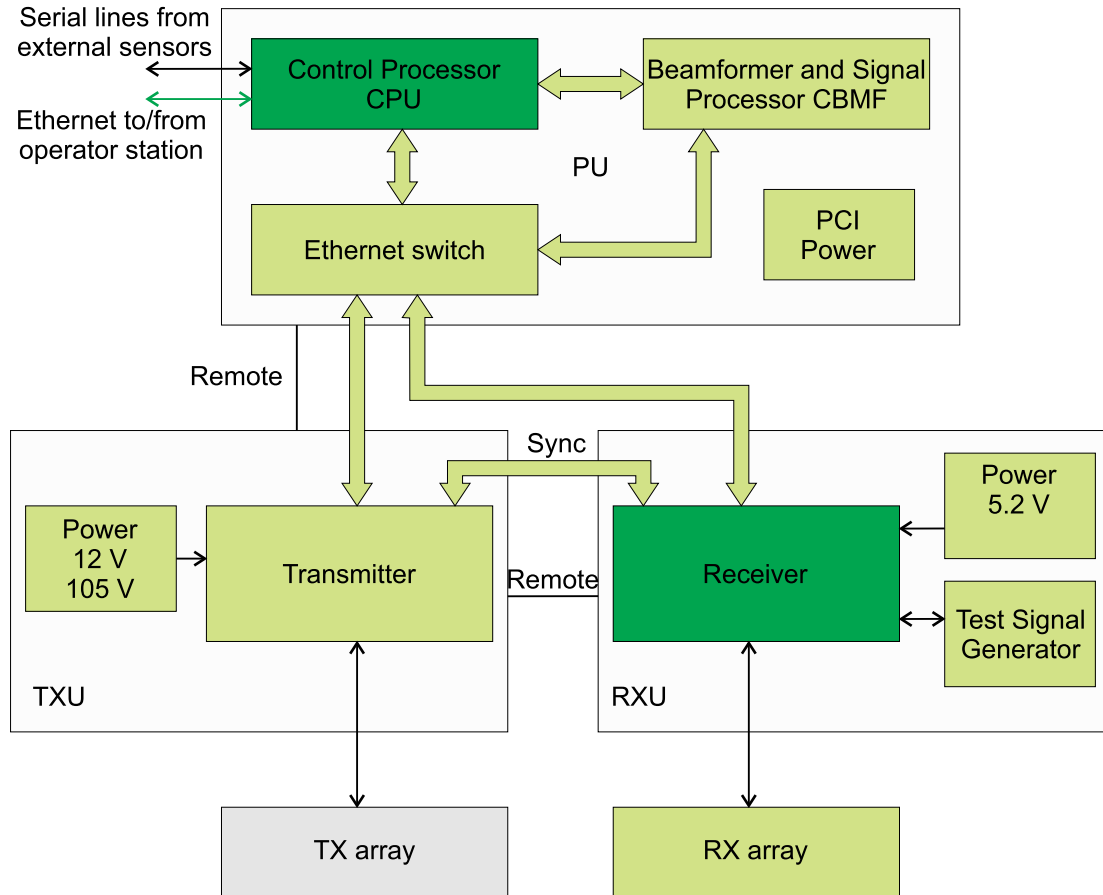 Serial lines from
external sensors
Ethernet to/from
operator station
Control Processor
CPU
Beamformer and Signal
Processor CBMF
PU
Ethernet switch
PCI
Power
Remote
Sync
Power
12 V
105 V
Transmitter
Remote
Receiver
Power
5.2 V
Test Signal
Generator
TXU
RXU
TX array
RX array